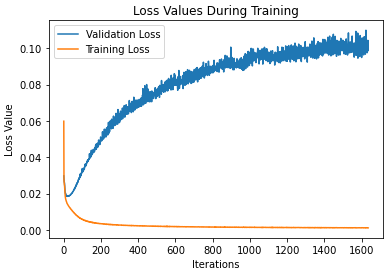 Loss Values During Training
Validation Loss
Training Loss
Loss Value
0.10
0.08
0.06
0.04
0.02
0.00
0 200 400 600 800 1000 1200 1400 1600
Iterations